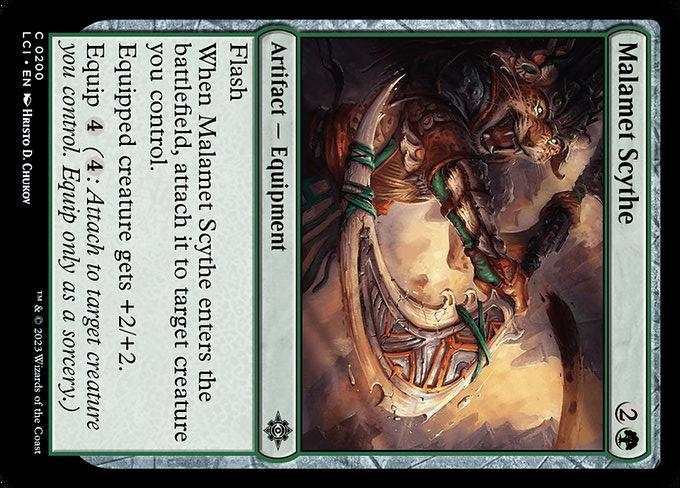 Malamet Scythe
2
Artifact — Equipment
Flash
When Malamet Scythe enters the
battlefield, attach it to target creature
you control.
Equipped creature gets +2/+2.
Equip 4 (4: Attach to target creature
you control. Equip only as a sorcery.)
C 0200
LCI • EN HRISTO D. CHUKOV
™ & © 2023 Wizards of the Coast